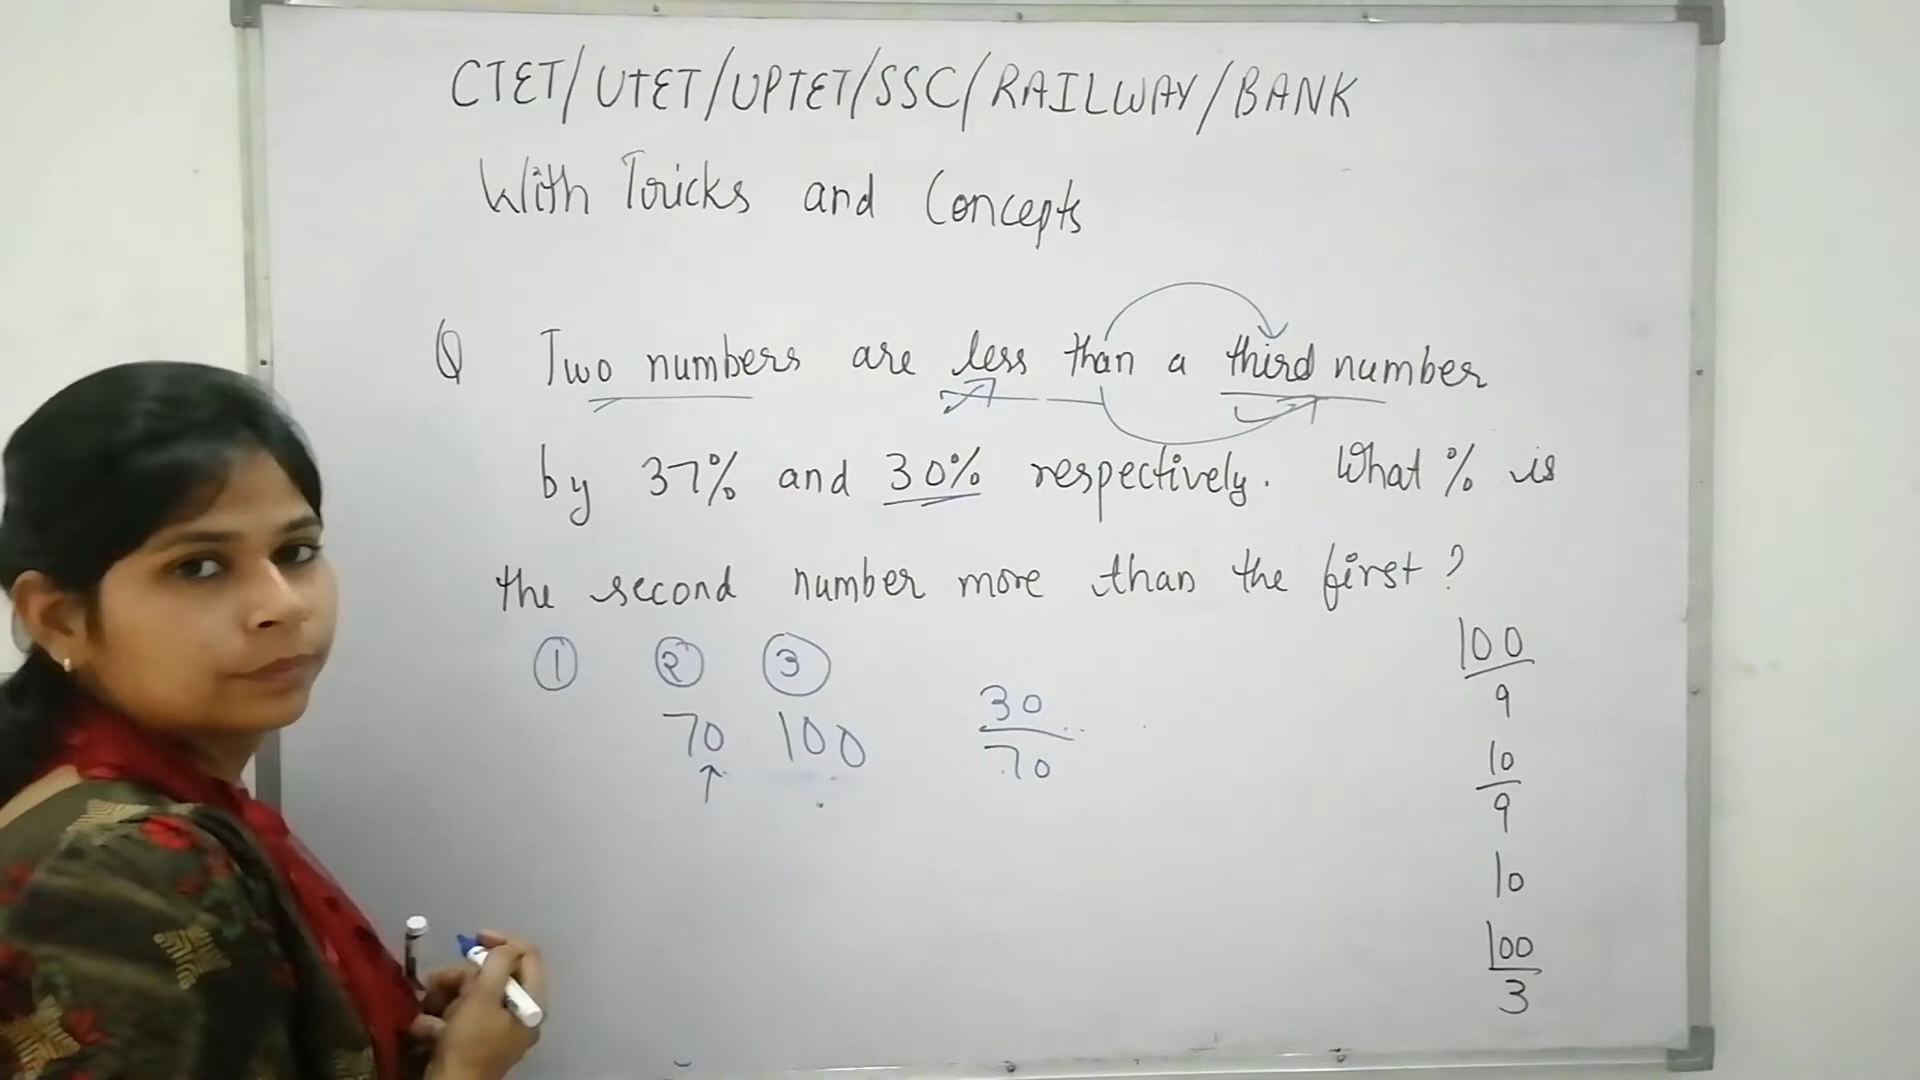 CTET/UTET/UPTET/SSC/RAILWAY/BANK
With Tricks and Concepts
Q Two numbers are less than a third number
by 37% and 30% respectively. What % is
the second number more than the first?
1 2 3
70 100
30
70
100
9
10
9
10
100
3